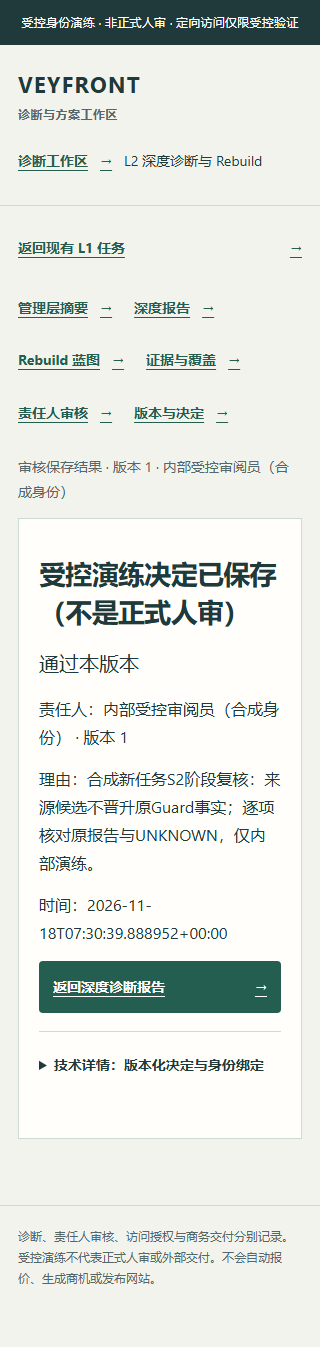 受控身份演练 · 非正式人审 · 定向访问仅限受控验证
VEYFRONT
诊断与方案工作区
诊断工作区 → L2 深度诊断与 Rebuild
返回现有 L1 任务 →
管理层摘要 → 深度报告 →
Rebuild 蓝图 → 证据与覆盖 →
责任人审核 → 版本与决定 →
审核保存结果 · 版本 1 · 内部受控审阅员（合
成身份）
受控演练决定已保存
（不是正式人审）
通过本版本
责任人：内部受控审阅员（合成身
份） · 版本 1
理由：合成新任务S2阶段复核：来
源候选不晋升原Guard事实；逐项
核对原报告与UNKNOWN，仅内
部演练。
时间：2026-11-
18T07:30:39.888952+00:00
返回深度诊断报告 →
▶ 技术详情：版本化决定与身份绑定
诊断、责任人审核、访问授权与商务交付分别记录。
受控演练不代表正式人审或外部交付。不会自动报
价、生成商机或发布网站。